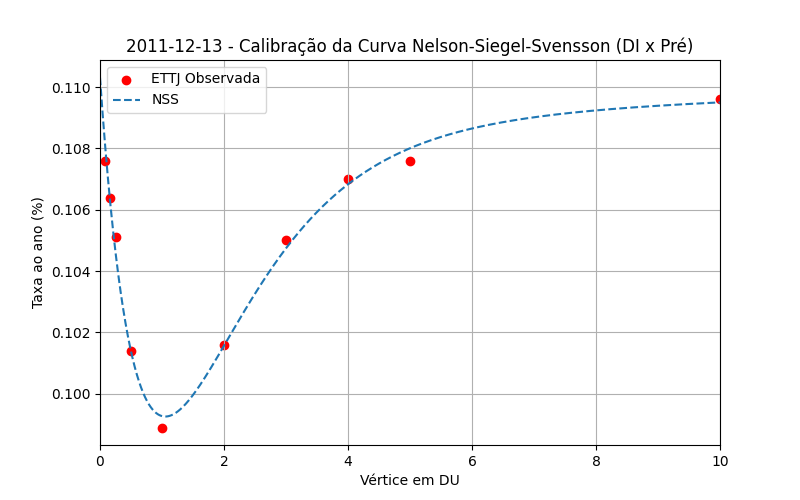 2011-12-13 - Calibração da Curva Nelson-Siegel-Svensson (DI x Pré)
ETTJ Observada
NSS
Taxa ao ano (%)
0.110
0.108
0.106
0.104
0.102
0.100
0 2 4 6 8 10
Vértice em DU